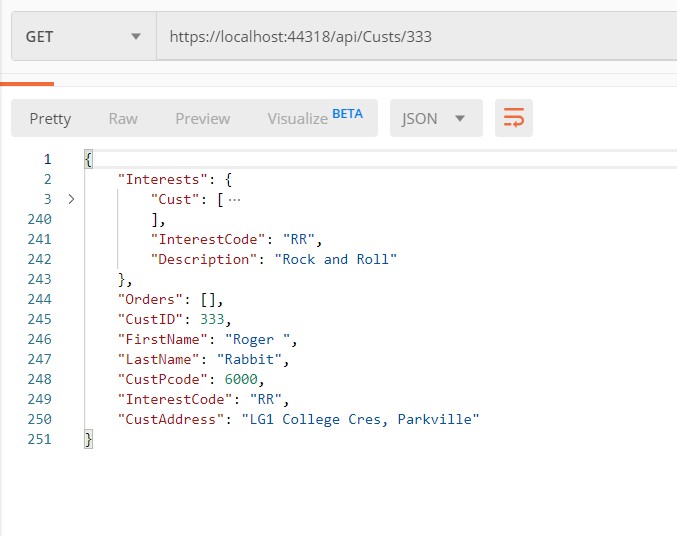 GET https://localhost:44318/api/Custs/333
Pretty Raw Preview Visualize BETA JSON
1 {
2 "Interests": {
3 "Cust": [ ...
240 ],
241 "InterestCode": "RR",
242 "Description": "Rock and Roll"
243 },
244 "Orders": [],
245 "CustID": 333,
246 "FirstName": "Roger ",
247 "LastName": "Rabbit",
248 "CustPcode": 6000,
249 "InterestCode": "RR",
250 "CustAddress": "LG1 College Cres, Parkville"
251 }